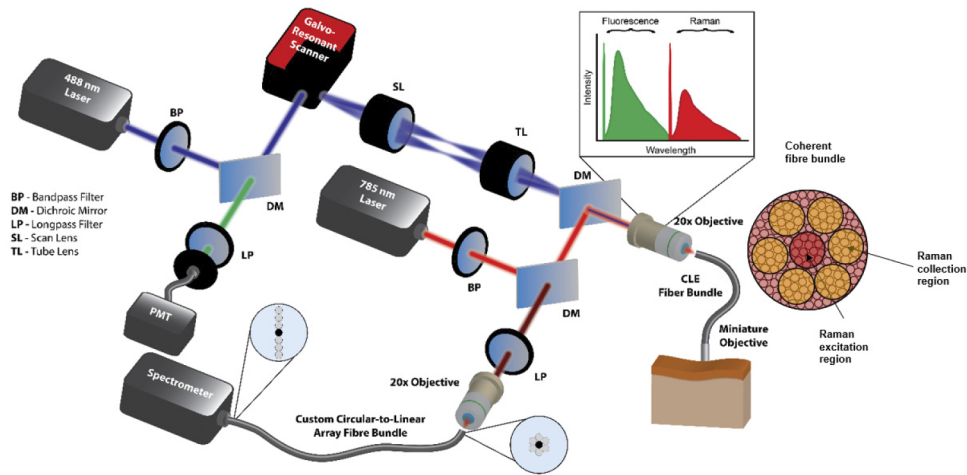 Galvo-
Resonant
Scanner
488 nm
Laser
BP
SL
TL
DM
BP - Bandpass Filter
DM - Dichroic Mirror
LP - Longpass Filter
SL - Scan Lens
TL - Tube Lens
LP
PMT
785 nm
Laser
BP
DM
DM
LP
Fluorescence
Raman
Intensity
Wavelength
20x Objective
CLE
Fiber Bundle
Miniature
Objective
Coherent
fibre bundle
Raman
collection
region
Raman
excitation
region
Spectrometer
20x Objective
Custom Circular-to-Linear
Array Fibre Bundle